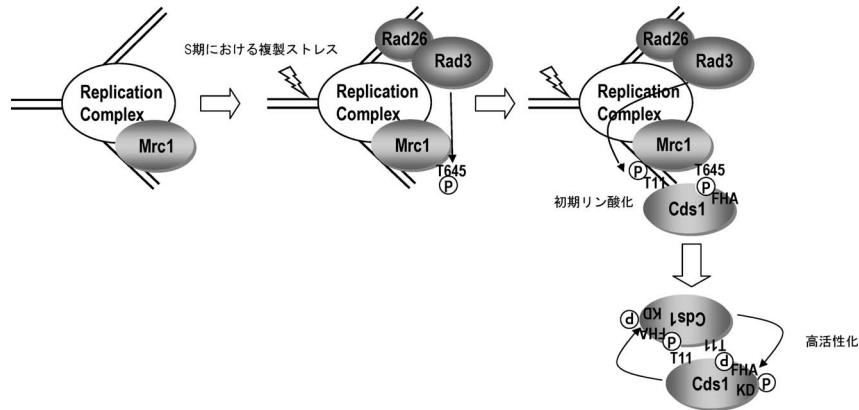 Replication
Complex
Mrc1
S期における複製ストレス
Rad26
Rad3
Replication
Complex
Mrc1
T645
P
Rad26
Rad3
Replication
Complex
Mrc1
P
T11
T645
P
FHA
Cds1
初期リン酸化
Cds1
KD
P
FHA
P
T11
T11
P
FHA
Cds1
KD
P
高活性化